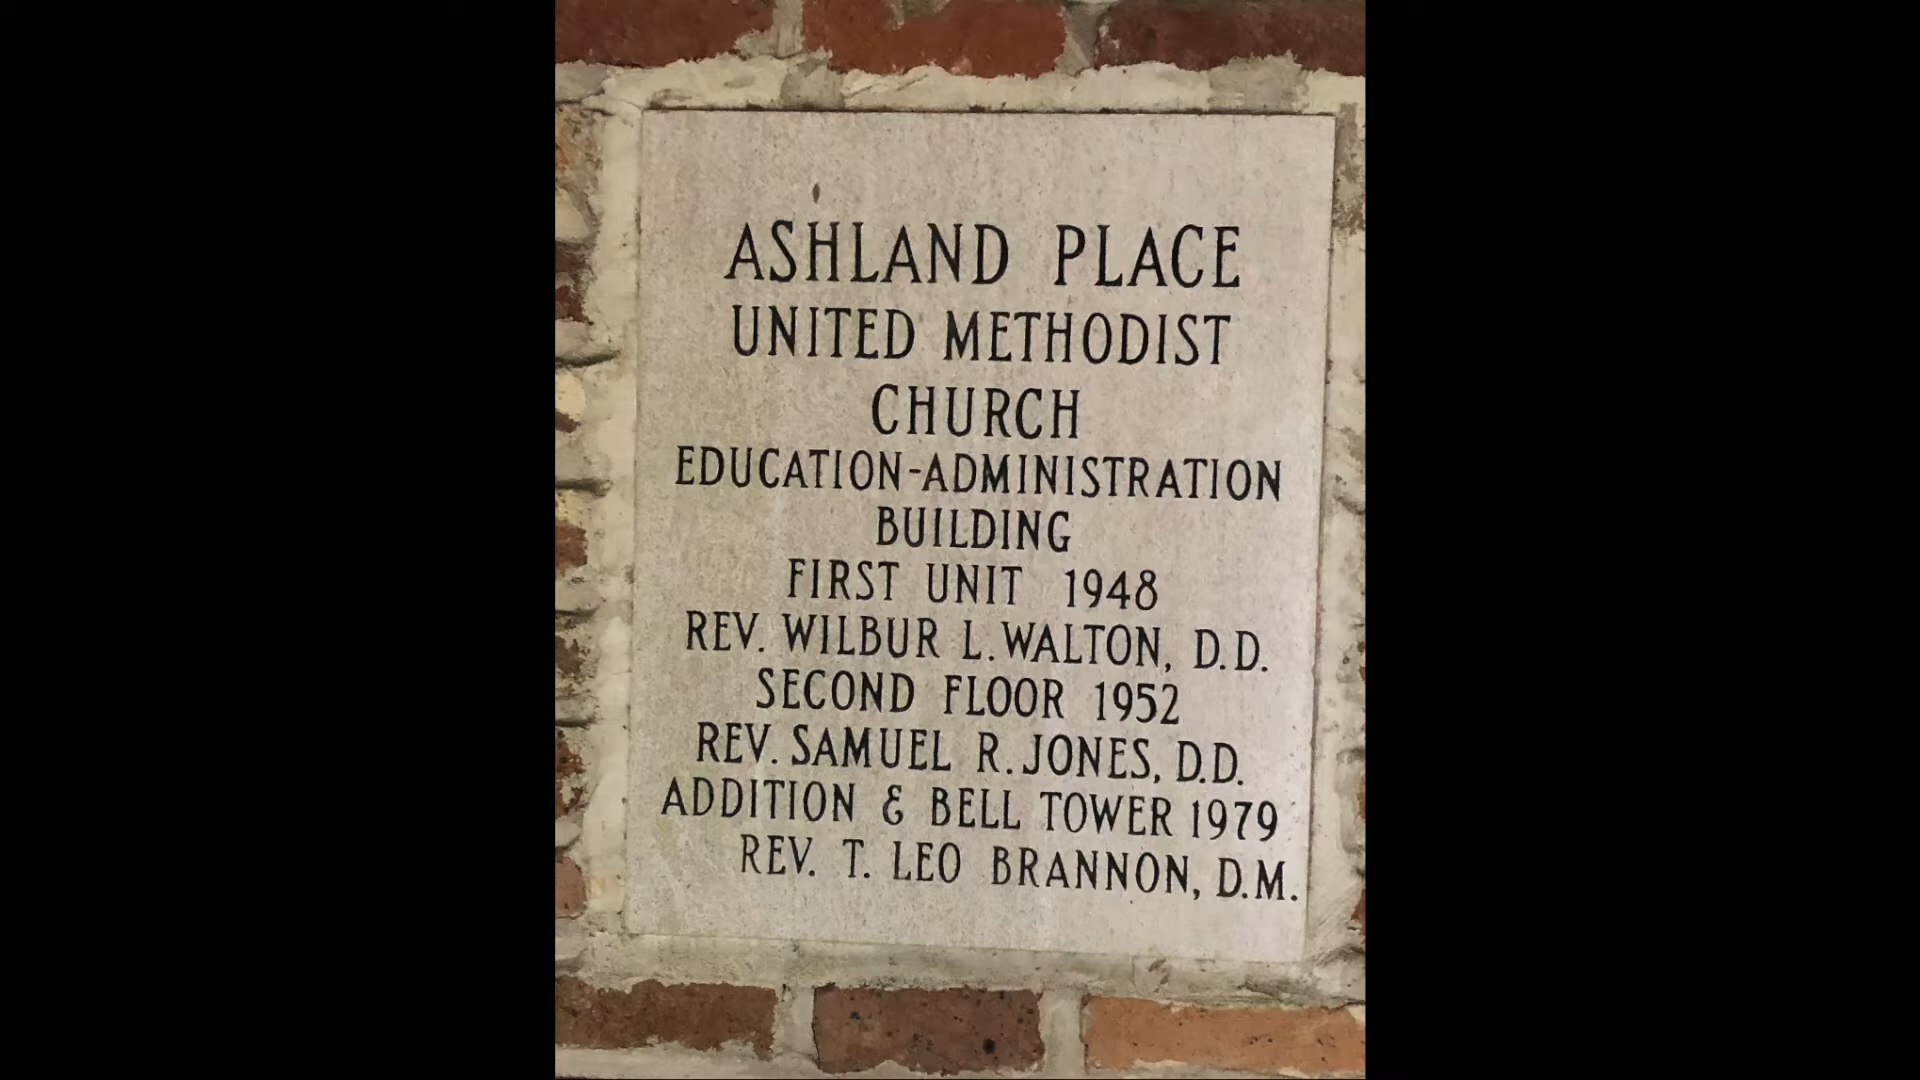 ASHLAND PLACE
UNITED METHODIST
CHURCH
EDUCATION-ADMINISTRATION
BUILDING
FIRST UNIT 1948
REV. WILBUR L. WALTON, D.D.
SECOND FLOOR 1952
REV. SAMUEL R. JONES, D.D.
ADDITION & BELL TOWER 1979
REV. T. LEO BRANNON, D.M.